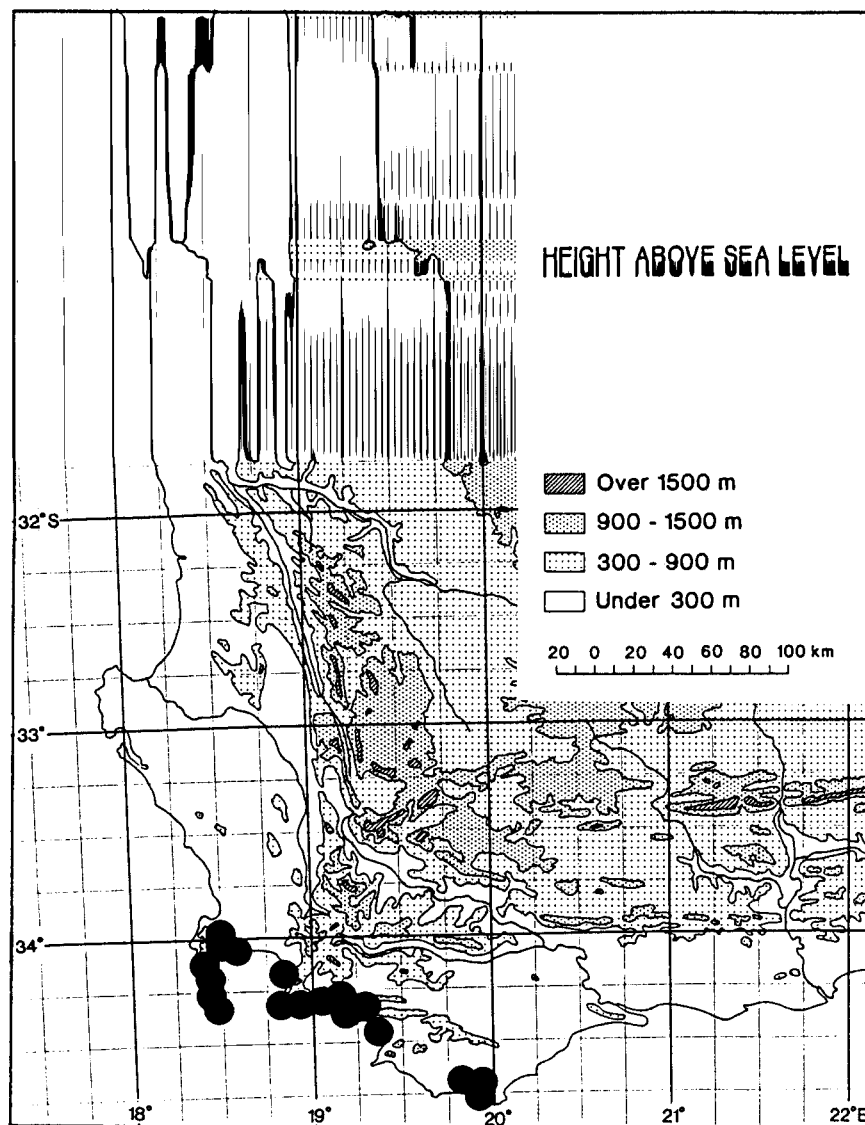 HEIGHT ABOVE SEA LEVEL
Over 1500 m
900 - 1500 m
300 - 900 m
Under 300 m
20 0 20 40 60 80 100 km
32°S
33°
34°
18° 19° 20° 21° 22°E